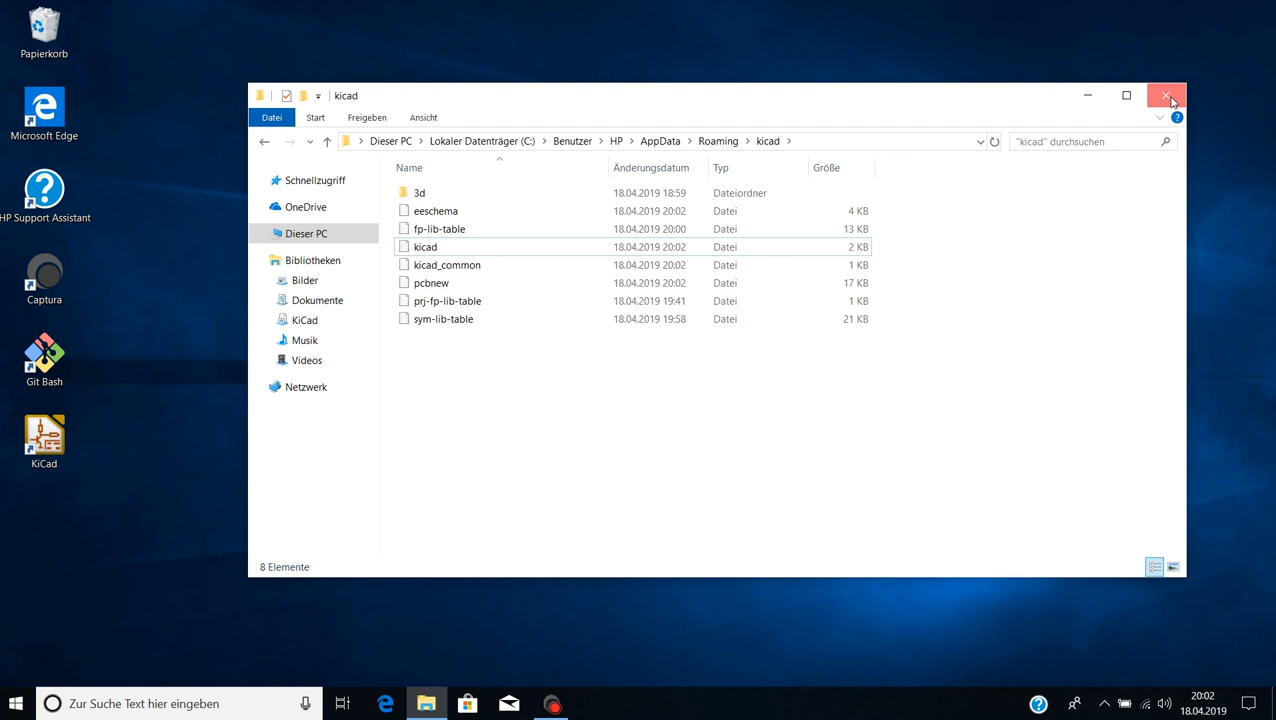 Papierkorb
Microsoft Edge
HP Support Assistant
Captura
Git Bash
KiCad
kicad
Datei Start Freigeben Ansicht
Dieser PC Lokaler Datenträger (C:) Benutzer HP AppData Roaming kicad "kicad" durchsuchen
Schnellzugriff
OneDrive
Dieser PC
Bibliotheken
Bilder
Dokumente
KiCad
Musik
Videos
Netzwerk
Name Änderungsdatum Typ Größe
3d 18.04.2019 18:59 Dateiordner
eeschema 18.04.2019 20:02 Datei 4 KB
fp-lib-table 18.04.2019 20:00 Datei 13 KB
kicad 18.04.2019 20:02 Datei 2 KB
kicad_common 18.04.2019 20:02 Datei 1 KB
pcbnew 18.04.2019 20:02 Datei 17 KB
prj-fp-lib-table 18.04.2019 19:41 Datei 1 KB
sym-lib-table 18.04.2019 19:58 Datei 21 KB
8 Elemente
Zur Suche Text hier eingeben
20:02
18.04.2019